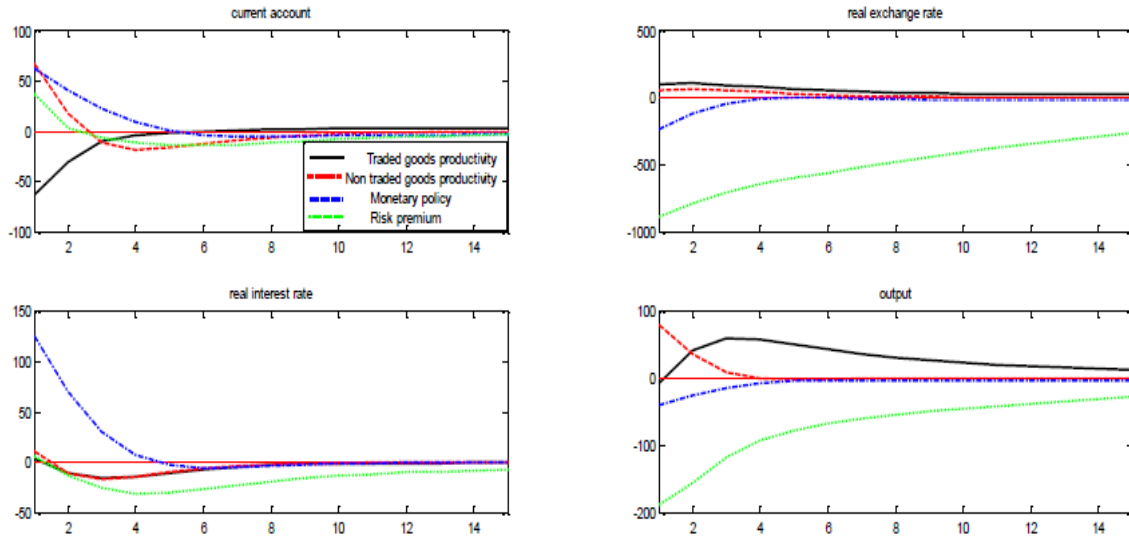 current account
100
50
0
-50
-100
2 4 6 8 10 12 14
Traded goods productivity
Non traded goods productivity
Monetary policy
Risk premium
real exchange rate
500
0
-500
-1000
2 4 6 8 10 12 14
real interest rate
150
100
50
0
-50
2 4 6 8 10 12 14
output
100
0
-100
-200
2 4 6 8 10 12 14